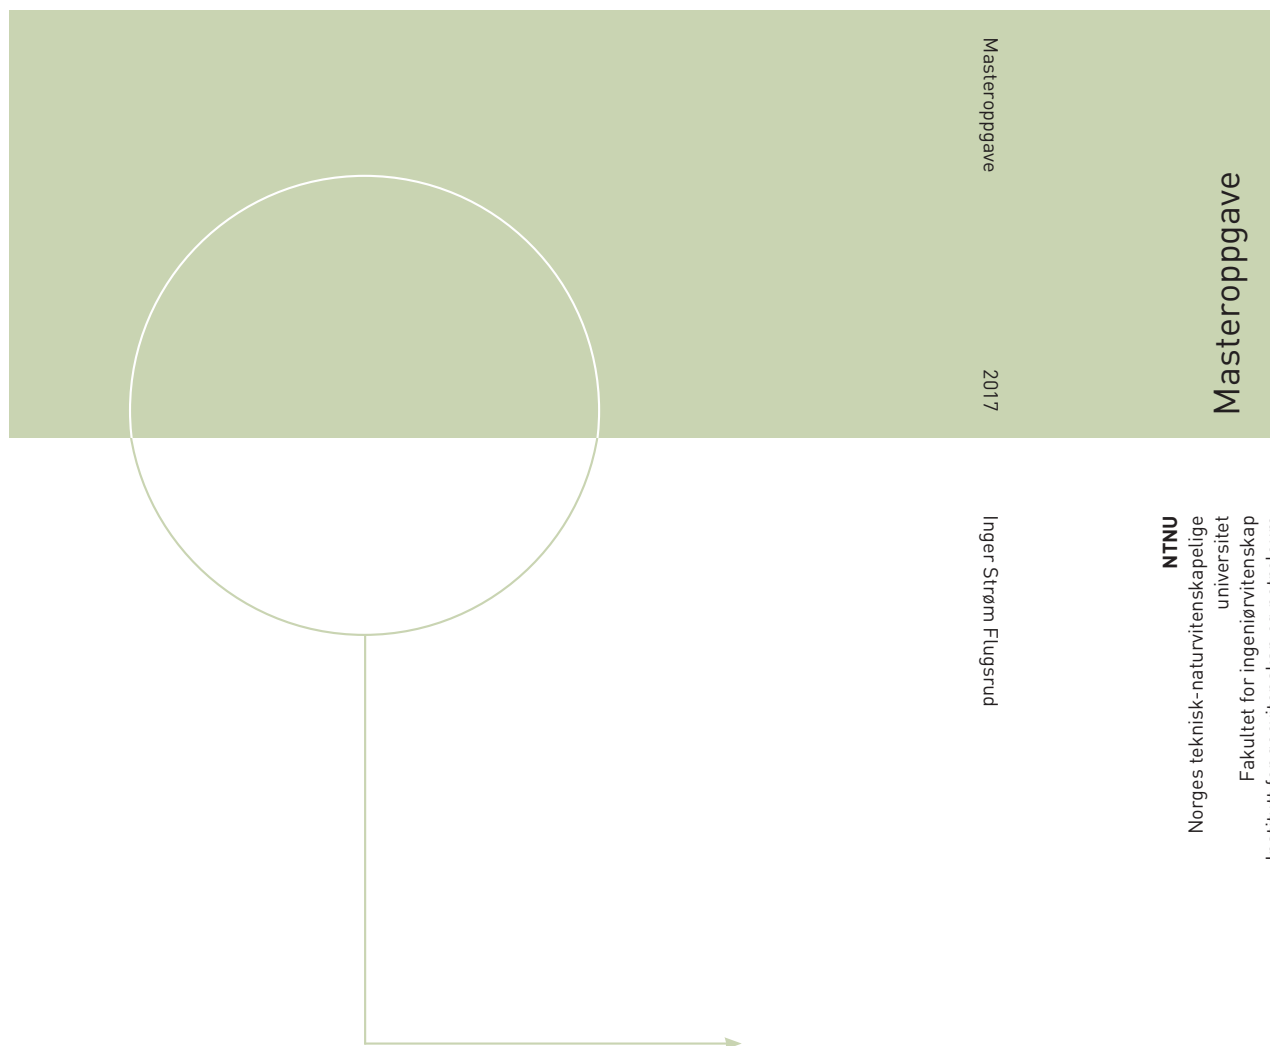 Masteroppgave
2017
Inger Strøm Flugsrud
Masteroppgave
NTNU
Norges teknisk-naturvitenskapelige
universitet
Fakultet for ingeniørvitenskap